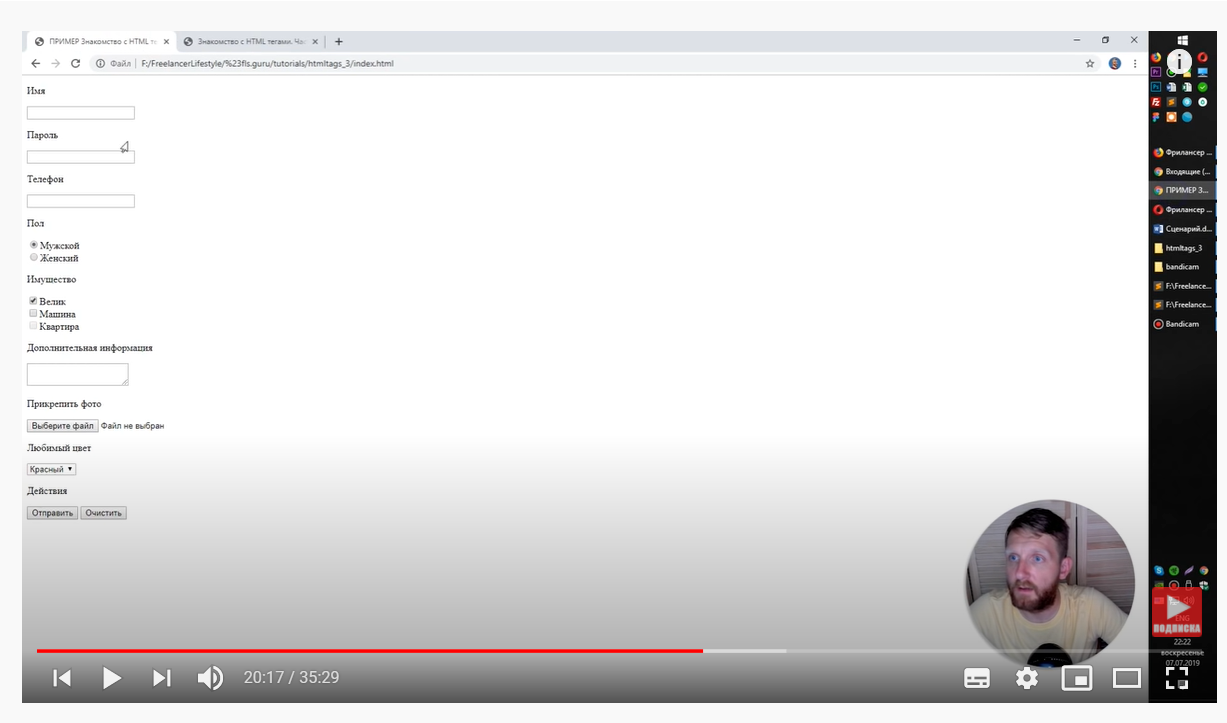 ПРИМЕР Знакомство с HTML те
Знакомство с HTML тегами. Ча
Файл
F:/FreelancerLifestyle/%23fls.guru/tutorials/htmltags_3/index.html
Имя
Пароль
Телефон
Пол
Мужской
Женский
Имущество
Велик
Машина
Квартира
Дополнительная информация
Прикрепить фото
Выберите файл Файл не выбран
Любимый цвет
Красный
Действия
Отправить Очистить
Фрилансер ...
Входящие (...
ПРИМЕР З...
Фрилансер ...
Сценарий.d...
htmltags_3
bandicam
F:\Freelance...
F:\Freelance...
Bandicam
ENG
ПОДПИСКА
22:22
воскресенье
07.07.2019
20:17 / 35:29